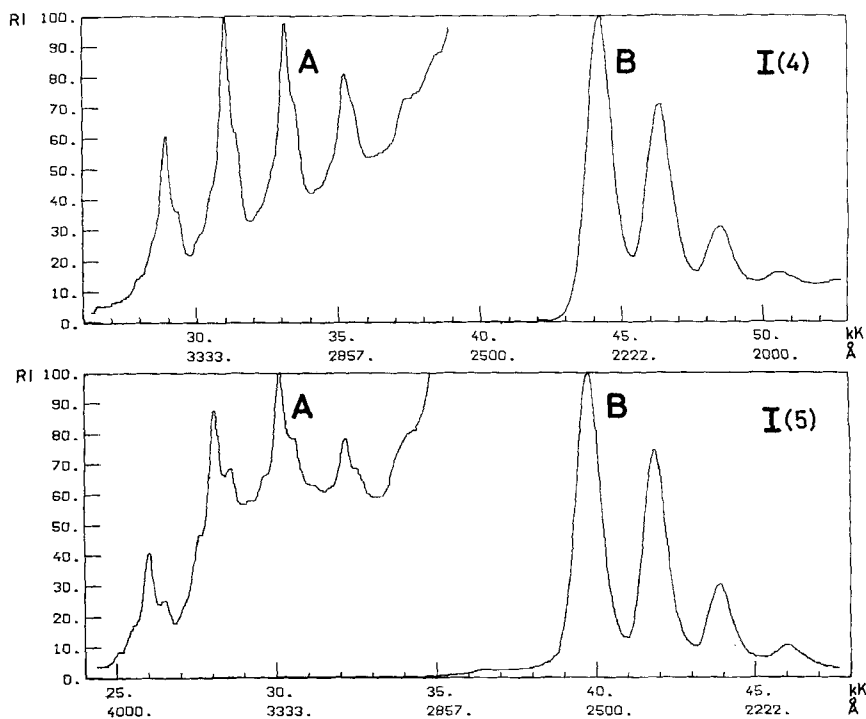 RI 100.
90.
80.
70.
60.
50.
40.
30.
20.
10.
0.
A B I(4)
30. 35. 40. 45. 50. kK
3333. 2857. 2500. 2222. 2000. Å
RI 100.
90.
80.
70.
60.
50.
40.
30.
20.
10.
0.
A B I(5)
25. 30. 35. 40. 45. kK
4000. 3333. 2857. 2500. 2222. Å